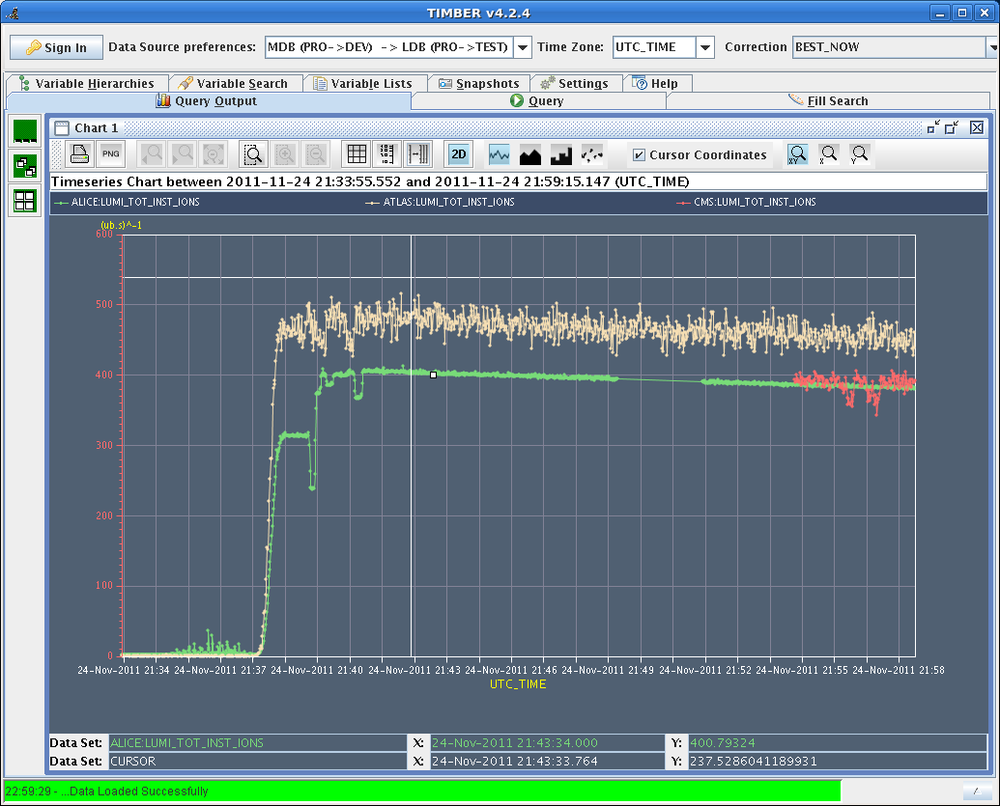 TIMBER v4.2.4
Sign In Data Source preferences: MDB (PRO->DEV) -> LDB (PRO->TEST) Time Zone: UTC_TIME Correction BEST_NOW
Variable Hierarchies Variable Search Variable Lists Snapshots Settings Help
Query Output Query Fill Search
Chart 1
PNG 2D Cursor Coordinates XY X Y
Timeseries Chart between 2011-11-24 21:33:55.552 and 2011-11-24 21:59:15.147 (UTC_TIME)
ALICE:LUMI_TOT_INST_IONS ATLAS:LUMI_TOT_INST_IONS CMS:LUMI_TOT_INST_IONS
(ub.s)^-1
600
500
400
300
200
100
0
24-Nov-2011 21:34 24-Nov-2011 21:37 24-Nov-2011 21:40 24-Nov-2011 21:43 24-Nov-2011 21:46 24-Nov-2011 21:49 24-Nov-2011 21:52 24-Nov-2011 21:55 24-Nov-2011 21:58
UTC_TIME
Data Set: ALICE:LUMI_TOT_INST_IONS X: 24-Nov-2011 21:43:34.000 Y: 400.79324
Data Set: CURSOR X: 24-Nov-2011 21:43:33.764 Y: 237.5286041189931
22:59:29 - ...Data Loaded Successfully